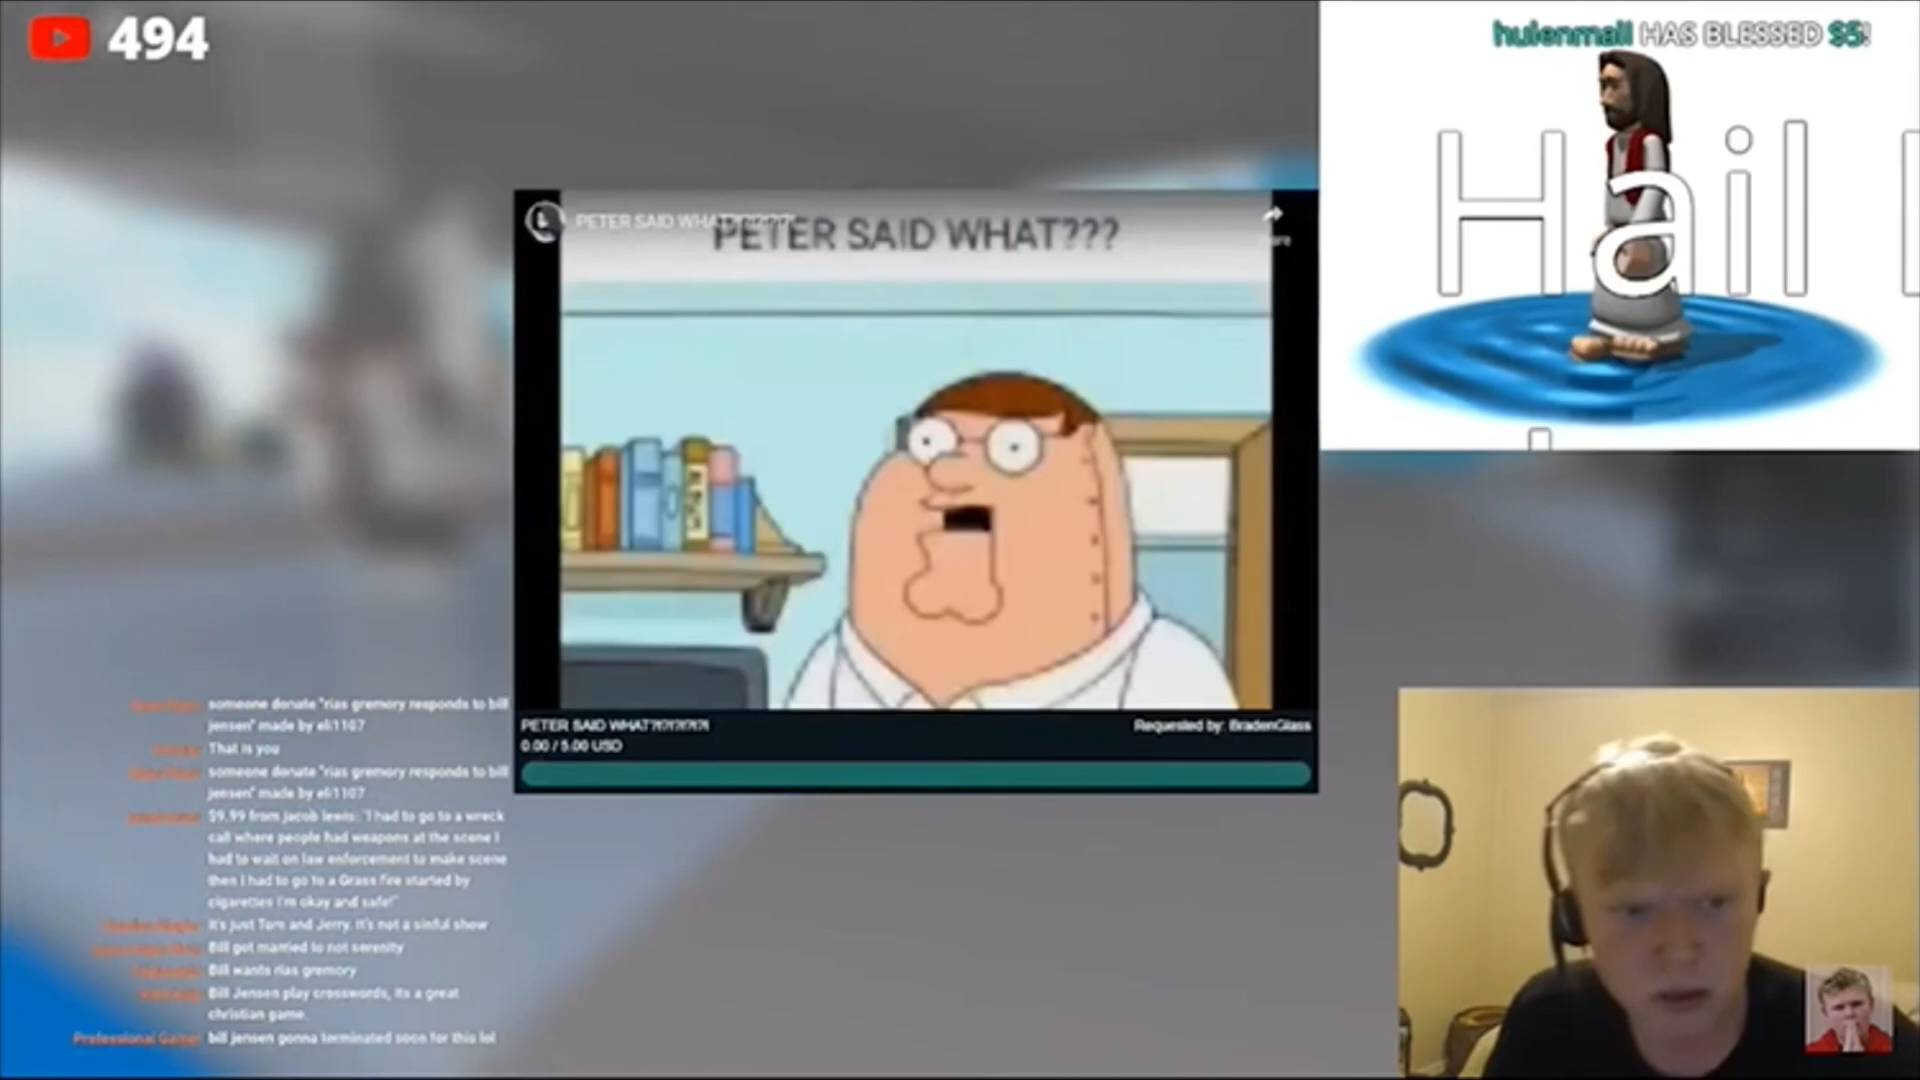 494
hulenmail HAS BLESSED $5!
Hail
PETER SAID WHAT
PETER SAID WHAT???
PETER SAID WHAT?!?!?!?!?!
Requested by: BradenGlass
0.00 / 5.00 USD
someone donate "rias gremory responds to bill
jensen" made by eli1107
That is you
someone donate "rias gremory responds to bill
jensen" made by eli1107
$9.99 from jacob lewis: "I had to go to a wreck
call where people had weapons at the scene I
had to wait on law enforcement to make scene
then I had to go to a Grass fire started by
cigarettes I'm okay and safe!"
It's just Tom and Jerry. It's not a sinful show
Bill got married to not serenity
Bill wants rias gremory
Bill Jensen play crosswords, its a great
christian game.
Professional Gamer bill jensen gonna terminated soon for this lol